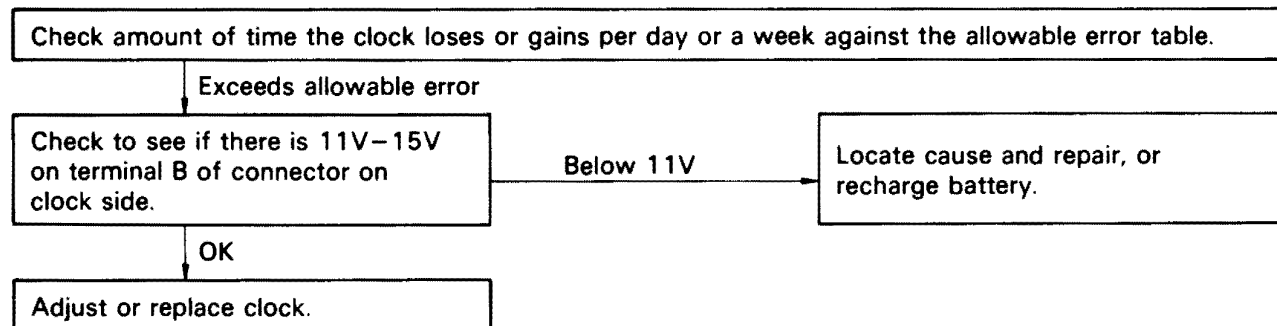 Check amount of time the clock loses or gains per day or a week against the allowable error table.
Exceeds allowable error
Check to see if there is 11V–15V
on terminal B of connector on
clock side.
Below 11V
Locate cause and repair, or
recharge battery.
OK
Adjust or replace clock.